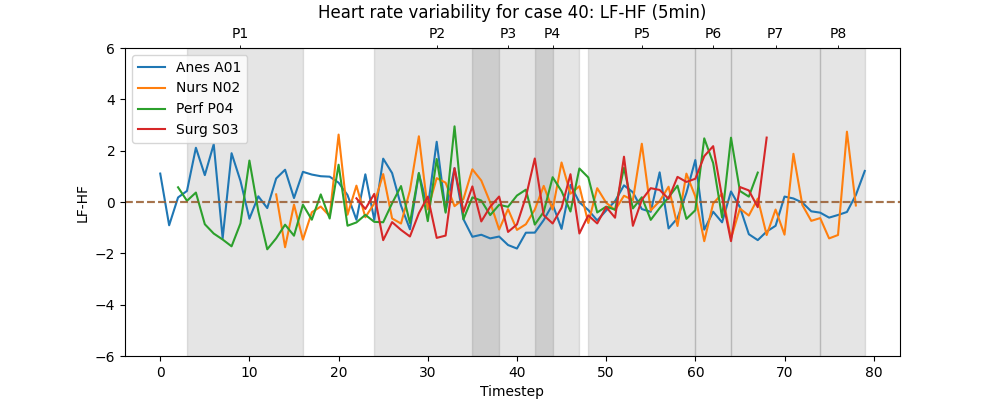 Heart rate variability for case 40: LF-HF (5min)
P1 P2 P3 P4 P5 P6 P7 P8
6
4
2
0
−2
−4
−6
LF-HF
Anes A01
Nurs N02
Perf P04
Surg S03
0 10 20 30 40 50 60 70 80
Timestep